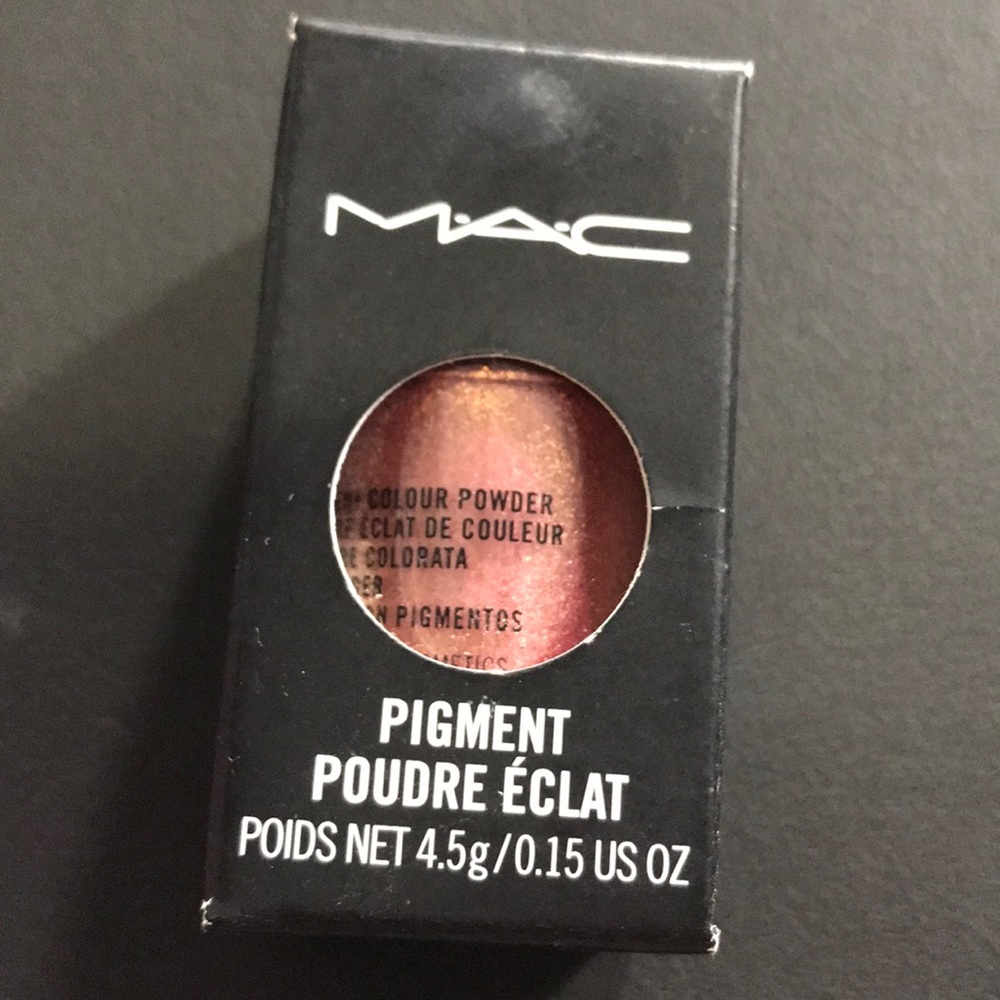 M·A·C
COLOUR POWDER
ÉCLAT DE COULEUR
COLORATA
PIGMENTOS
PIGMENT
POUDRE ÉCLAT
POIDS NET 4.5g/0.15 US OZ